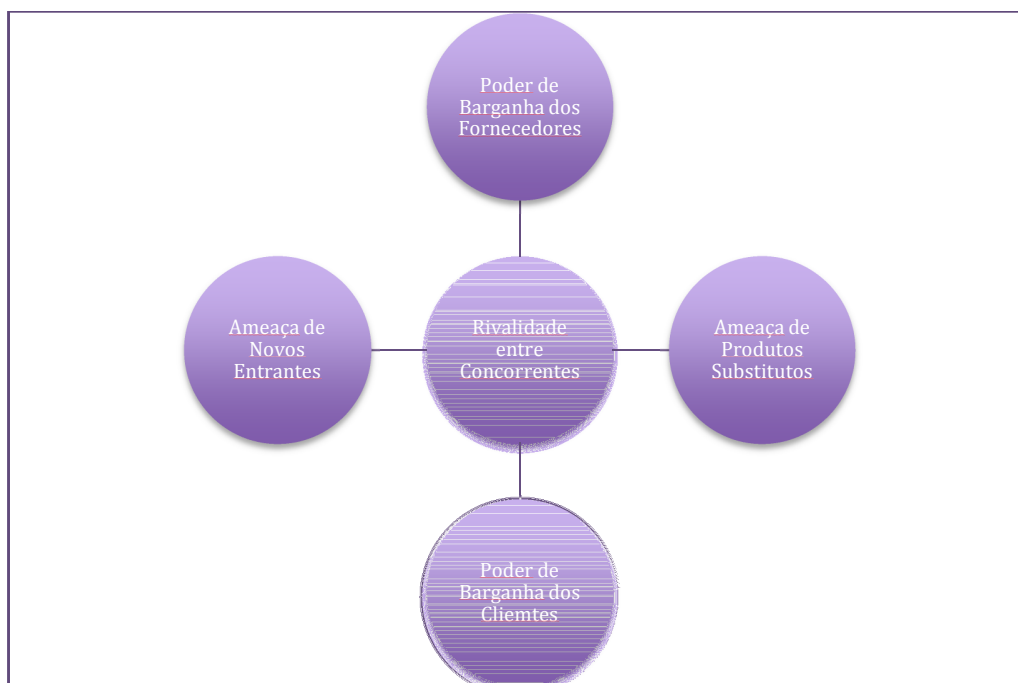 Poder de
Barganha dos
Fornecedores
Ameaça de
Novos
Entrantes
Rivalidade
entre
Concorrentes
Ameaça de
Produtos
Substitutos
Poder de
Barganha dos
Cliemtes